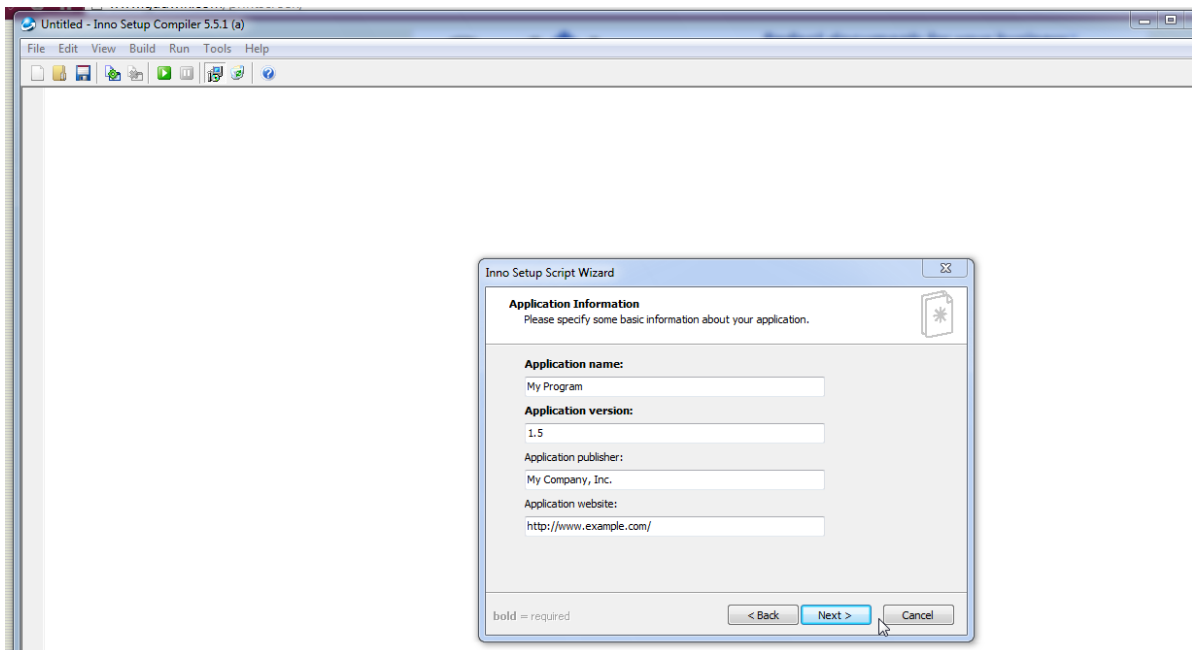 Untitled - Inno Setup Compiler 5.5.1 (a)
File Edit View Build Run Tools Help
Inno Setup Script Wizard
Application Information
Please specify some basic information about your application.
Application name:
My Program
Application version:
1.5
Application publisher:
My Company, Inc.
Application website:
http://www.example.com/
bold = required
< Back Next > Cancel